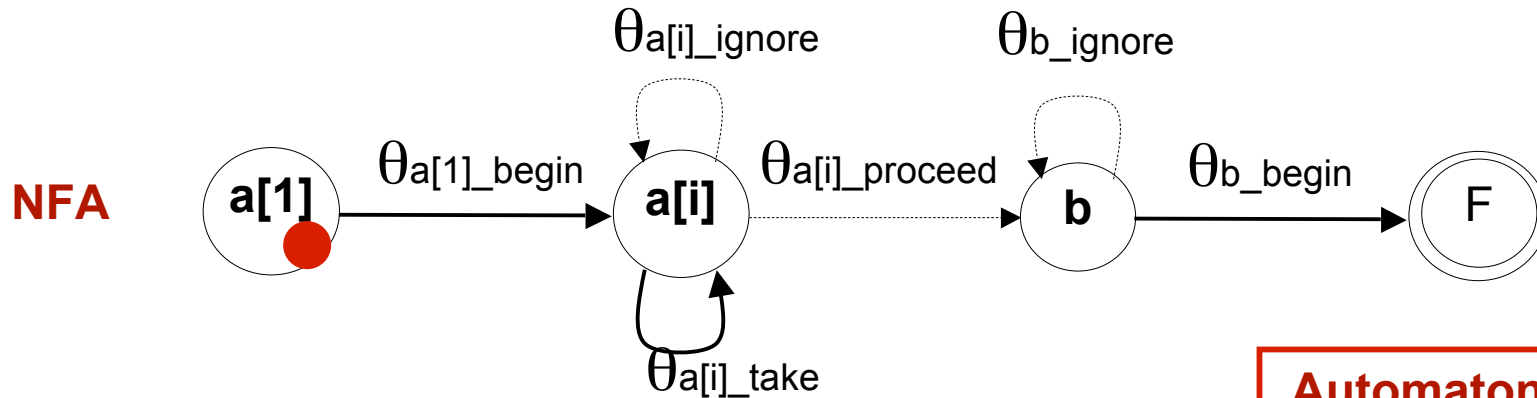 θa[i]_ignore
θb_ignore
NFA
a[1]
θa[1]_begin
a[i]
θa[i]_proceed
b
θb_begin
F
θa[i]_take
Automaton